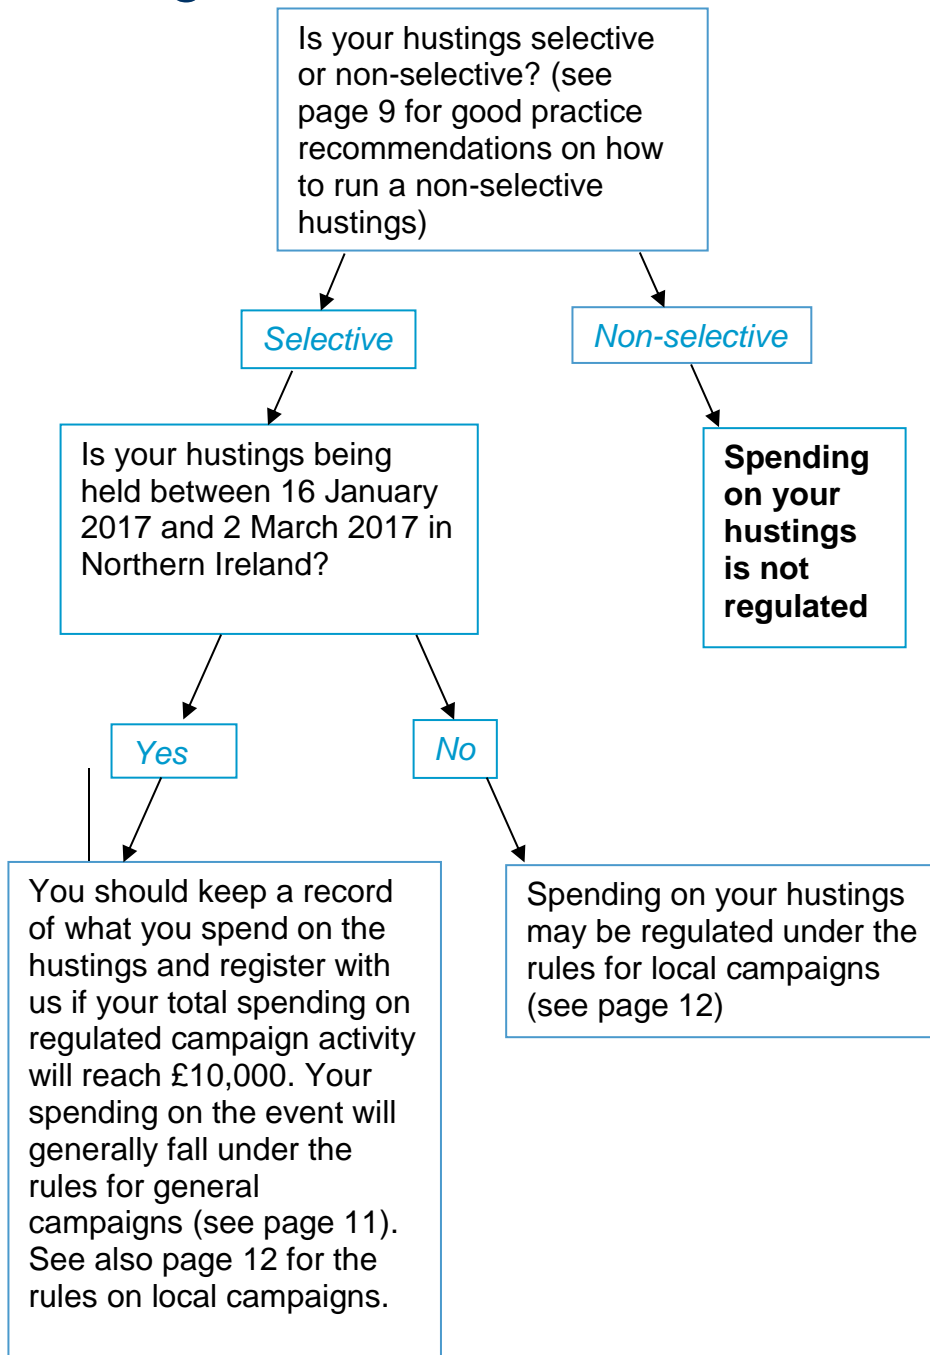 Is your hustings selective
or non-selective? (see
page 9 for good practice
recommendations on how
to run a non-selective
hustings)
Selective
Non-selective
Is your hustings being
held between 16 January
2017 and 2 March 2017 in
Northern Ireland?
Spending
on your
hustings
is not
regulated
Yes
No
You should keep a record
of what you spend on the
hustings and register with
us if your total spending on
regulated campaign activity
will reach £10,000. Your
spending on the event will
generally fall under the
rules for general
campaigns (see page 11).
See also page 12 for the
rules on local campaigns.
Spending on your hustings
may be regulated under the
rules for local campaigns
(see page 12)